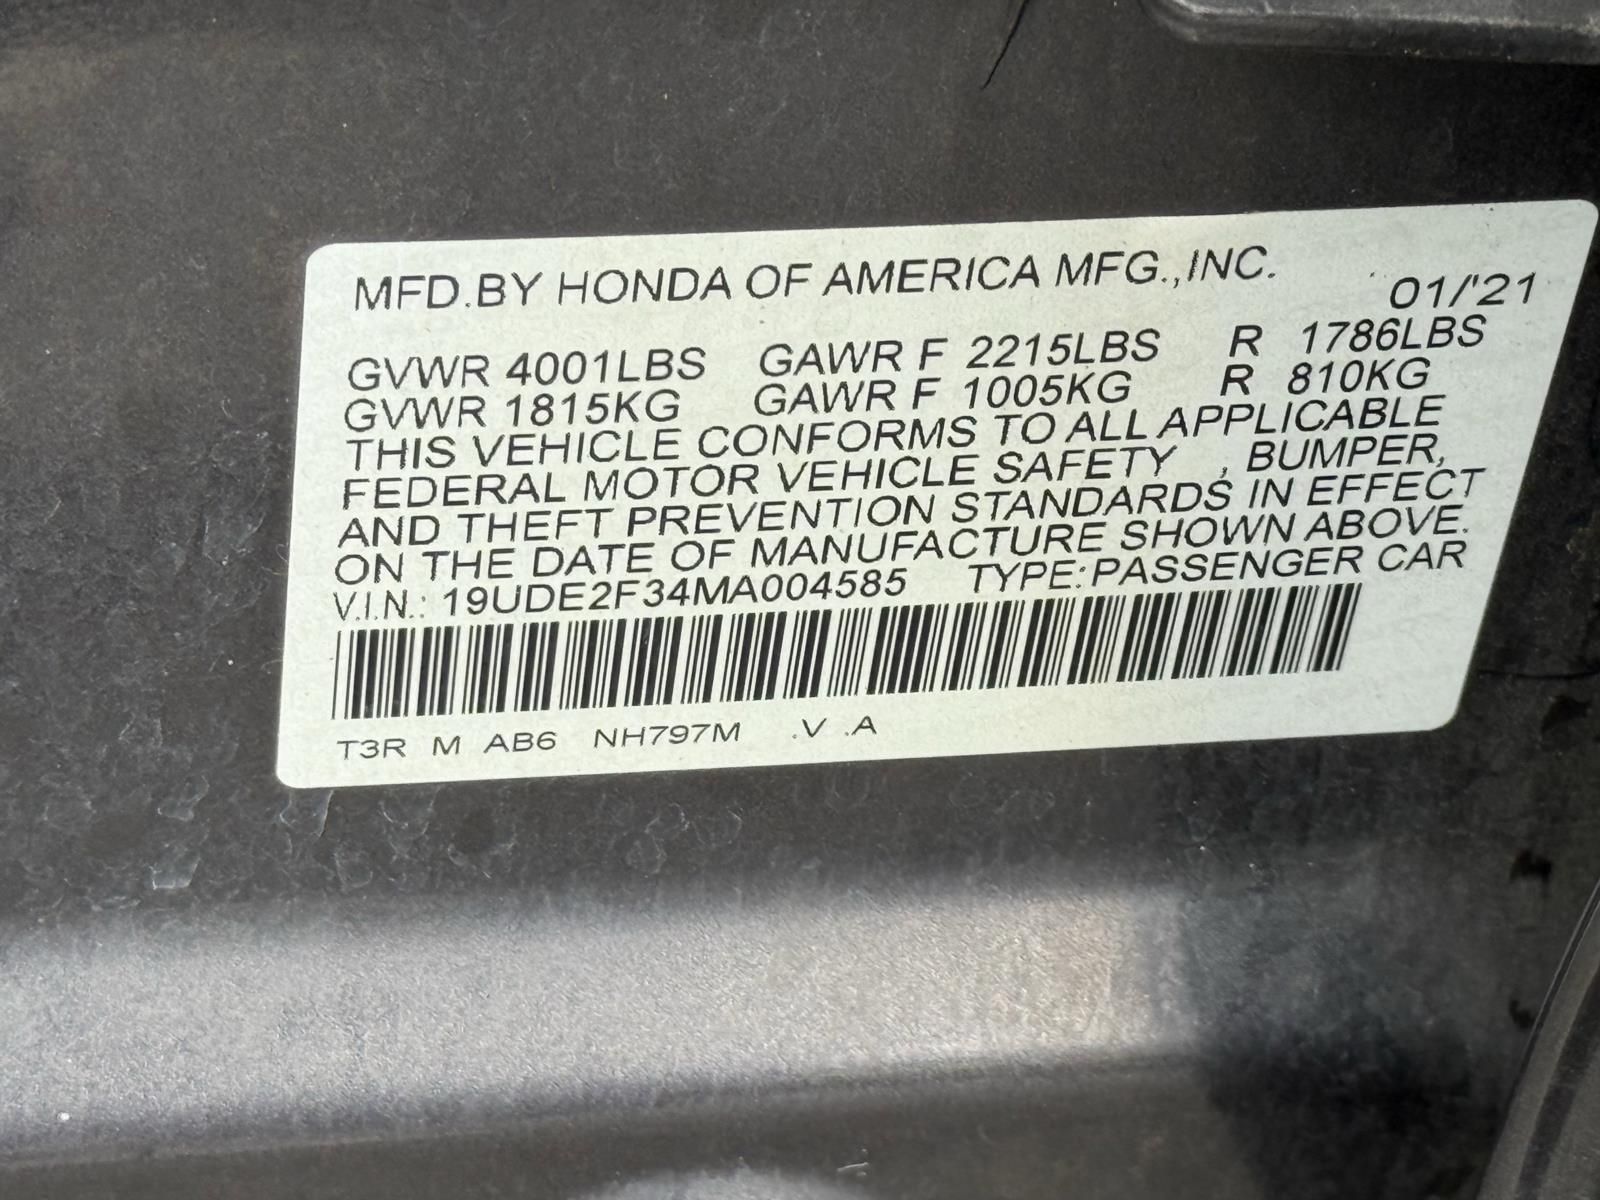 MFD.BY HONDA OF AMERICA MFG.,INC. 01/'21
GVWR 4001LBS GAWR F 2215LBS R 1786LBS
GVWR 1815KG GAWR F 1005KG R 810KG
THIS VEHICLE CONFORMS TO ALL APPLICABLE
FEDERAL MOTOR VEHICLE SAFETY , BUMPER,
AND THEFT PREVENTION STANDARDS IN EFFECT
ON THE DATE OF MANUFACTURE SHOWN ABOVE.
V.I.N.: 19UDE2F34MA004585 TYPE:PASSENGER CAR
T3R M AB6 NH797M .V .A